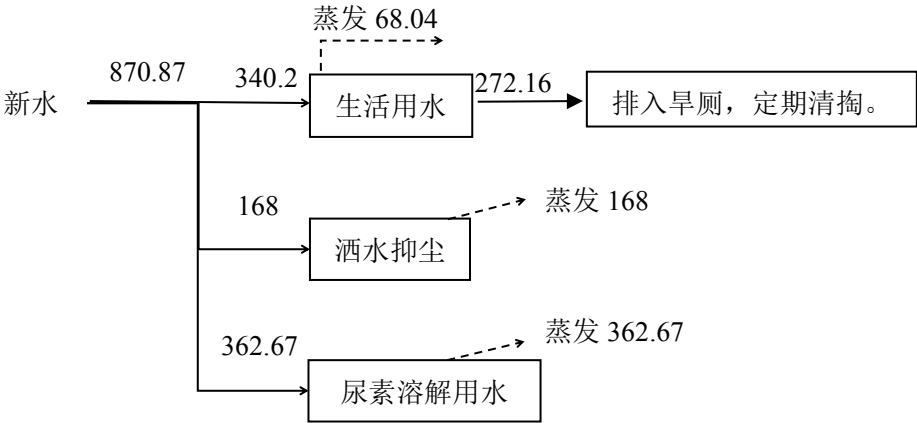 蒸发 68.04
870.87
340.2
272.16
新水
生活用水
排入旱厕，定期清掏。
168
蒸发 168
洒水抑尘
362.67
蒸发 362.67
尿素溶解用水